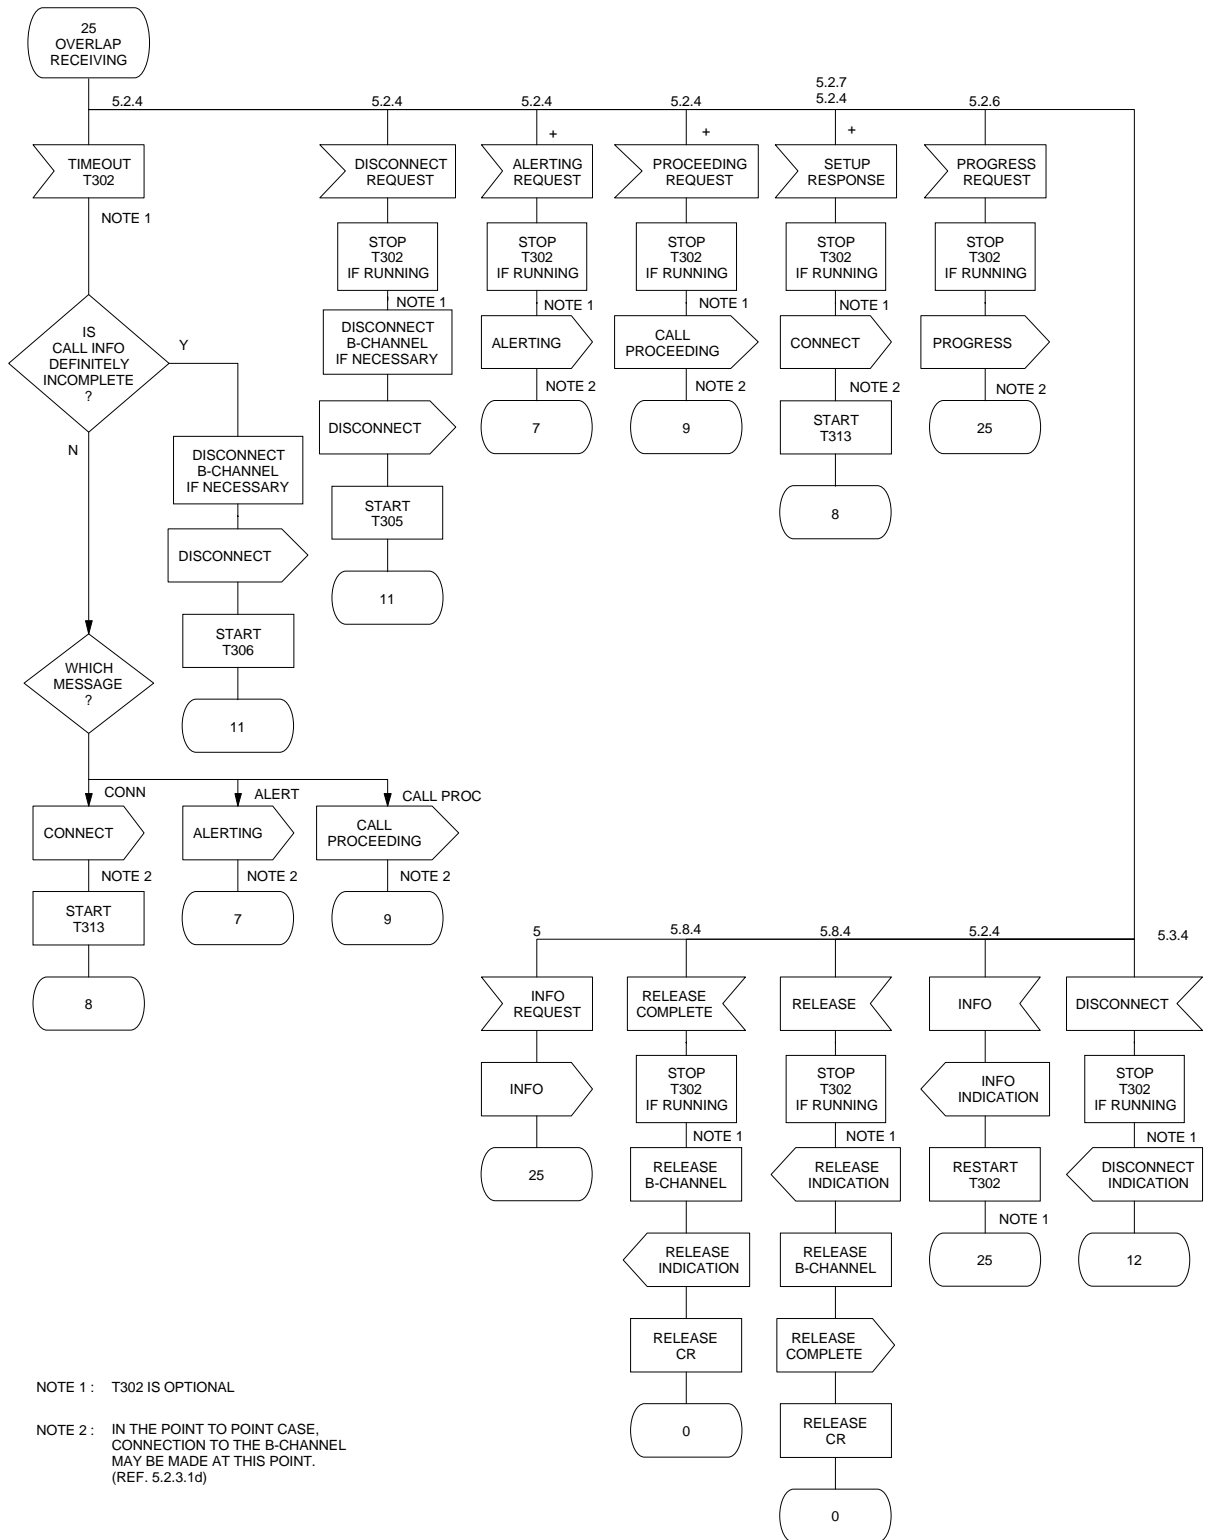 25
OVERLAP
RECEIVING
5.2.4
5.2.4
5.2.4
5.2.4
5.2.7
5.2.4
5.2.6
+
+
+
TIMEOUT
T302
DISCONNECT
REQUEST
ALERTING
REQUEST
PROCEEDING
REQUEST
SETUP
RESPONSE
PROGRESS
REQUEST
NOTE 1
STOP
T302
IF RUNNING
STOP
T302
IF RUNNING
STOP
T302
IF RUNNING
STOP
T302
IF RUNNING
STOP
T302
IF RUNNING
NOTE 1
NOTE 1
NOTE 1
NOTE 1
NOTE 1
IS
CALL INFO
DEFINITELY
INCOMPLETE
?
Y
N
DISCONNECT
B-CHANNEL
IF NECESSARY
ALERTING
CALL
PROCEEDING
CONNECT
PROGRESS
NOTE 2
NOTE 2
NOTE 2
NOTE 2
DISCONNECT
7
9
START
T313
25
DISCONNECT
B-CHANNEL
IF NECESSARY
START
T305
8
DISCONNECT
11
START
T306
WHICH
MESSAGE
?
11
CONN
ALERT
CALL PROC
CONNECT
ALERTING
CALL
PROCEEDING
NOTE 2
NOTE 2
NOTE 2
START
T313
7
9
8
5
5.8.4
5.8.4
5.2.4
5.3.4
INFO
REQUEST
RELEASE
COMPLETE
RELEASE
INFO
DISCONNECT
INFO
STOP
T302
IF RUNNING
STOP
T302
IF RUNNING
INFO
INDICATION
STOP
T302
IF RUNNING
NOTE 1
NOTE 1
NOTE 1
25
RELEASE
B-CHANNEL
RELEASE
INDICATION
RESTART
T302
DISCONNECT
INDICATION
NOTE 1
RELEASE
INDICATION
RELEASE
B-CHANNEL
25
12
RELEASE
CR
RELEASE
COMPLETE
0
RELEASE
CR
0
NOTE 1 : T302 IS OPTIONAL
NOTE 2 : IN THE POINT TO POINT CASE,
CONNECTION TO THE B-CHANNEL
MAY BE MADE AT THIS POINT.
(REF. 5.2.3.1d)